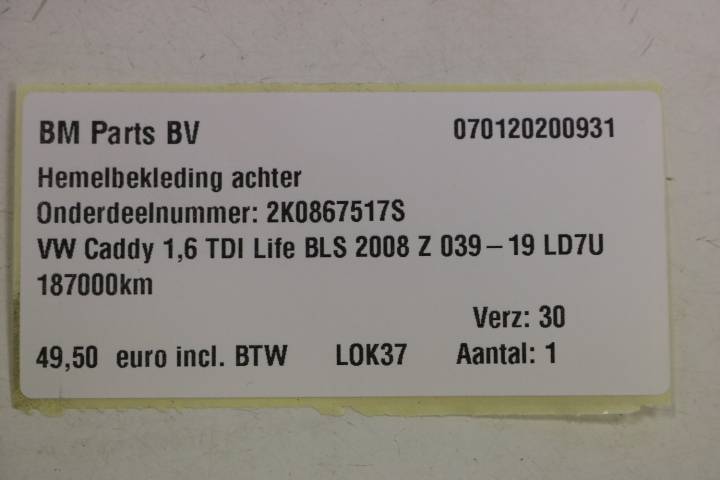 BM Parts BV 070120200931
Hemelbekleding achter
Onderdeelnummer: 2K0867517S
VW Caddy 1,6 TDI Life BLS 2008 Z 039-19 LD7U
187000km
Verz: 30
49,50 euro incl. BTW LOK37 Aantal: 1